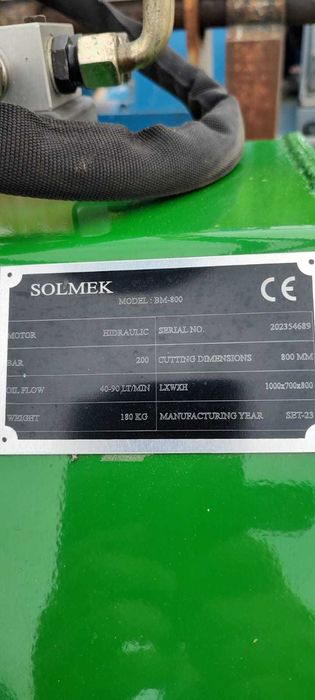 SOLMEK
CE
MODEL : BM-800
MOTOR HIDRAULIC SERIAL NO. 202354689
BAR 200 CUTTING DIMENSIONS 800 MM
OIL FLOW 40-90 LT/MIN LXWXH 1000x700x800
WEIGHT 180 KG MANUFACTURING YEAR SET-23